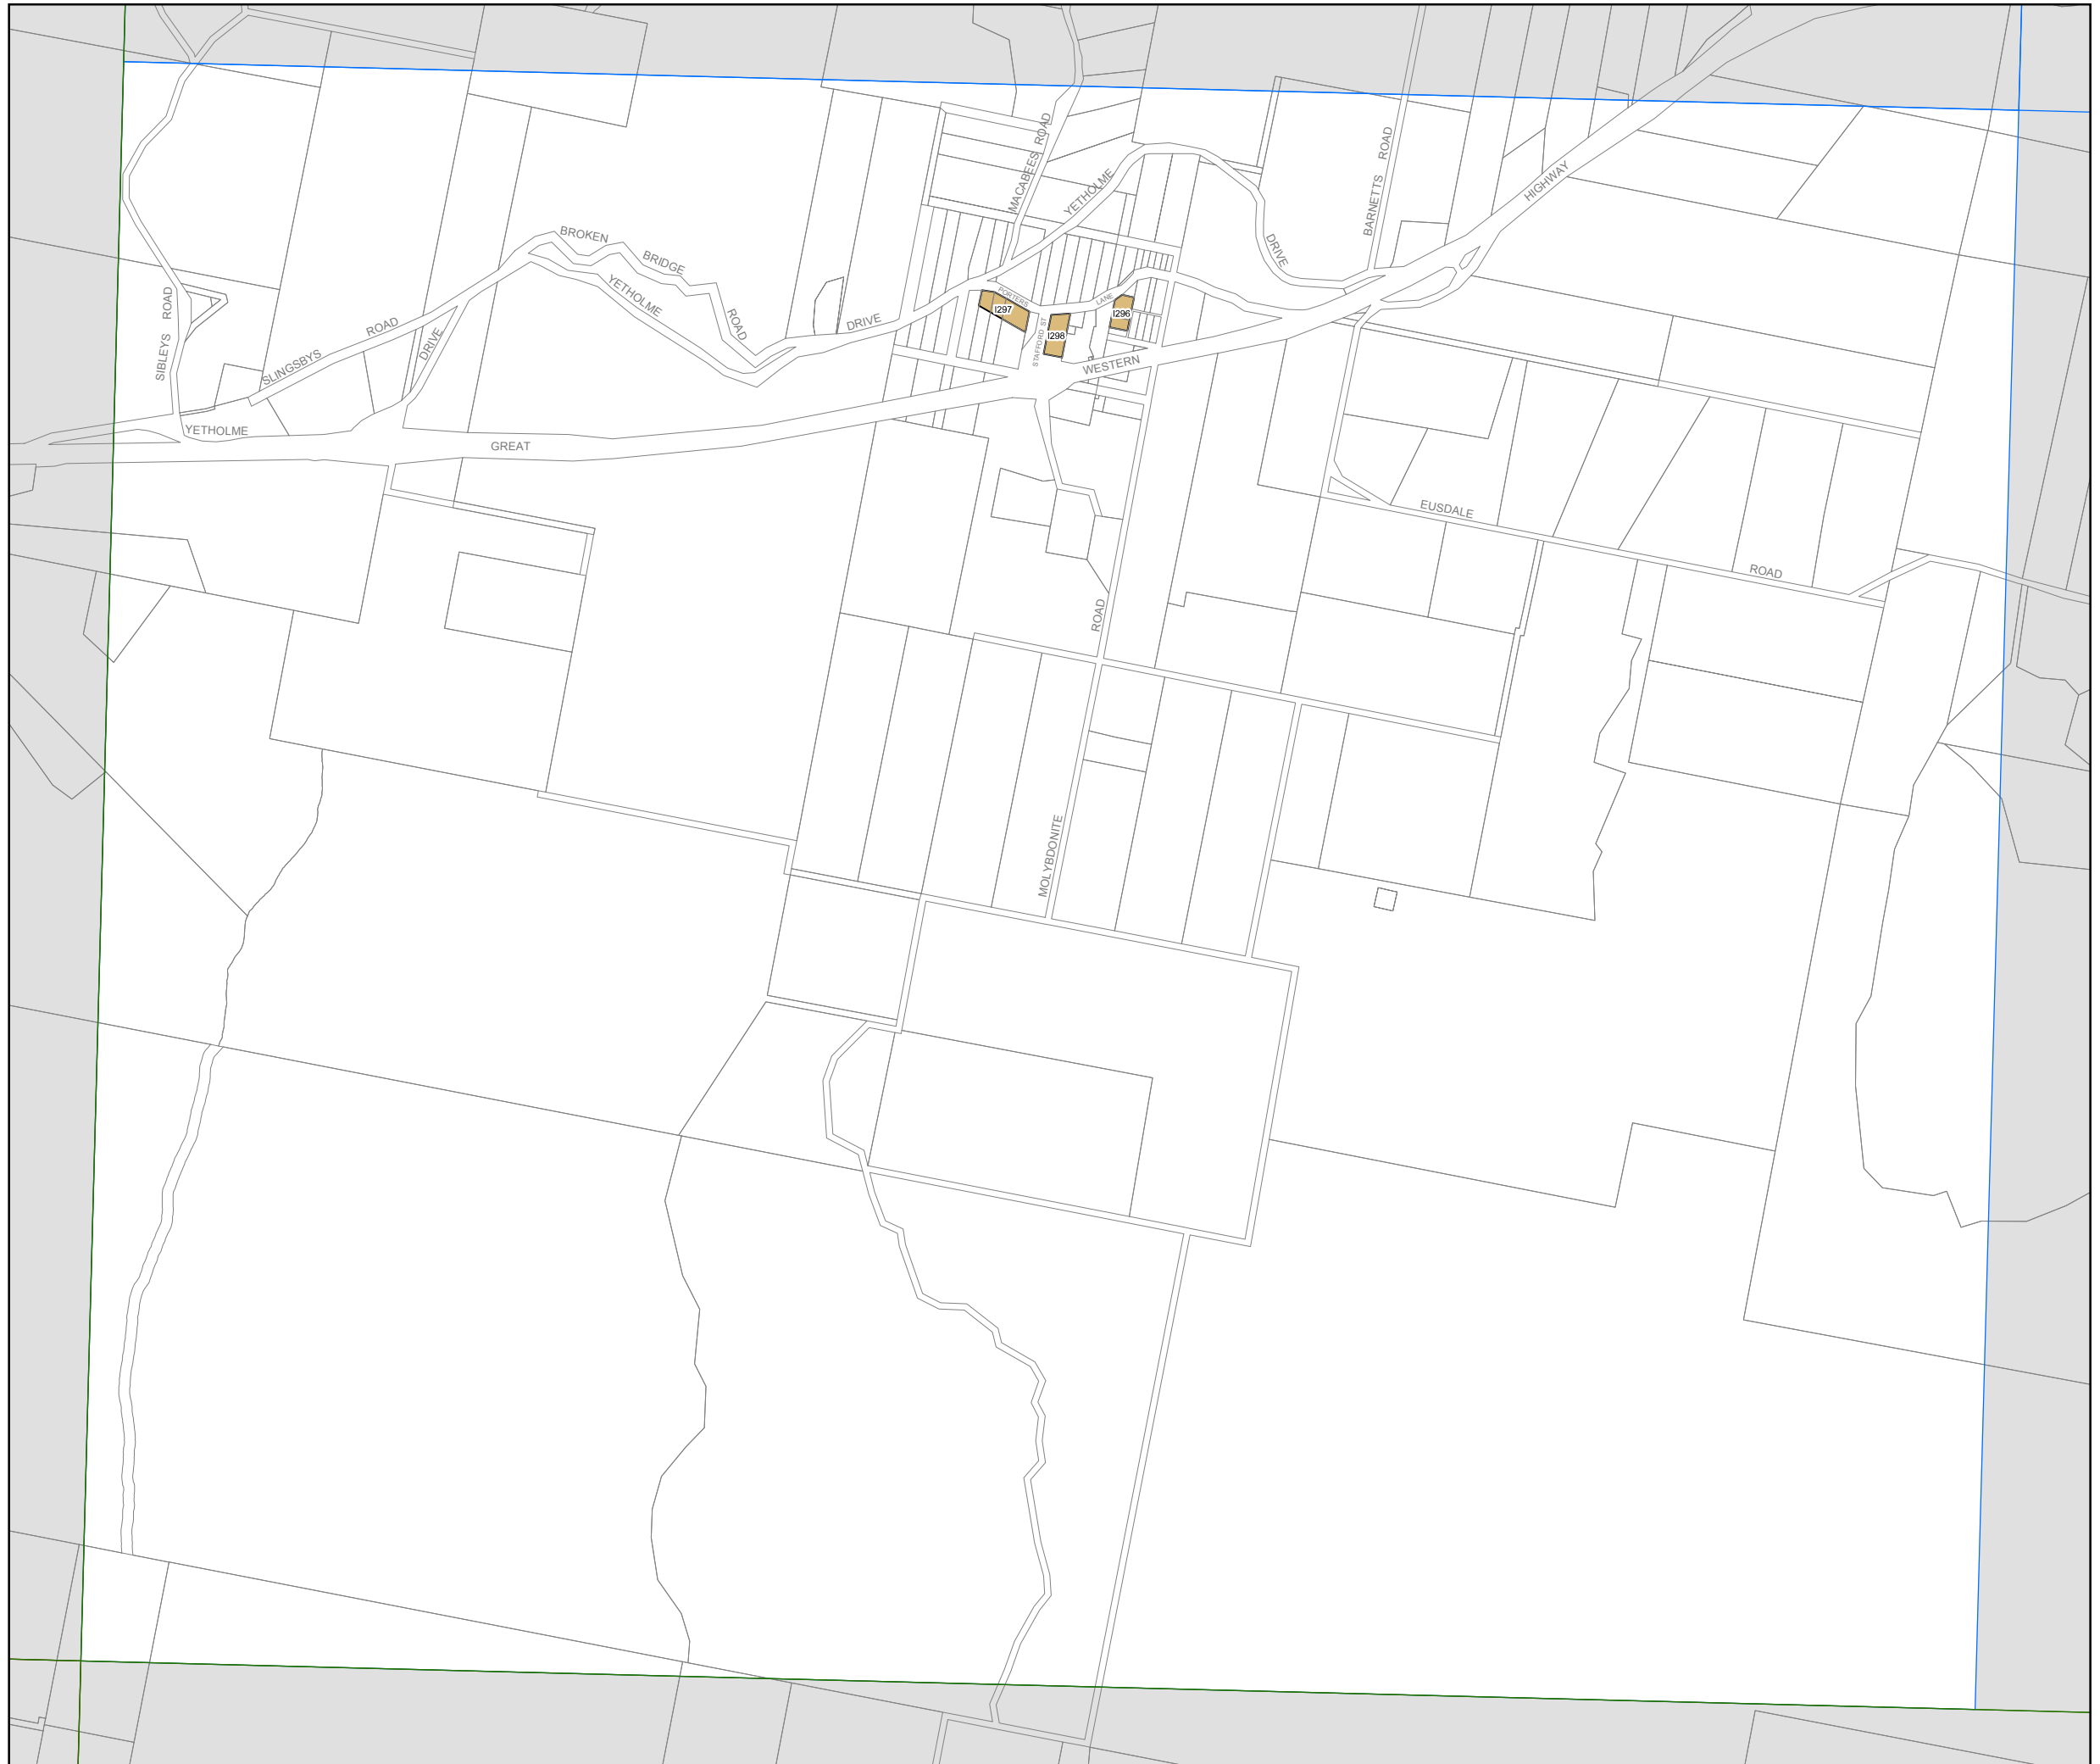 MACABEES ROAD
BARNETTS ROAD
HIGHWAY
YETHOLME
DRIVE
BROKEN
BRIDGE
ROAD
YETHOLME
DRIVE
PORTERS
LANE
I297
I296
I298
STAFFORD ST
WESTERN
SIBLEYS ROAD
SLINGSBYS
ROAD
DRIVE
YETHOLME
GREAT
EUSDALE
ROAD
ROAD
MOLYBDONITE